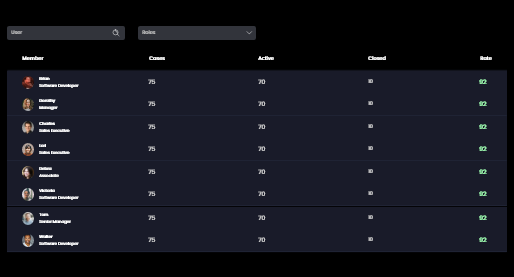 User
Roles
Member Cases Active Closed Rate
Brian
Software Developer
75 70 10 92
Dorothy
Manager
75 70 10 92
Charles
Sales Executive
75 70 10 92
Carl
Sales Executive
75 70 10 92
Debra
Associate
75 70 10 92
Victoria
Software Developer
75 70 10 92
Tom
Senior Manager
75 70 10 92
Walter
Software Developer
75 70 10 92